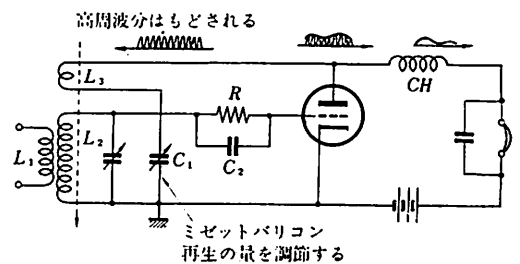 高周波分はもどされる
L₃
CH
R
L₁
L₂
C₁
C₂
ミゼットバリコン
再生の量を調節する